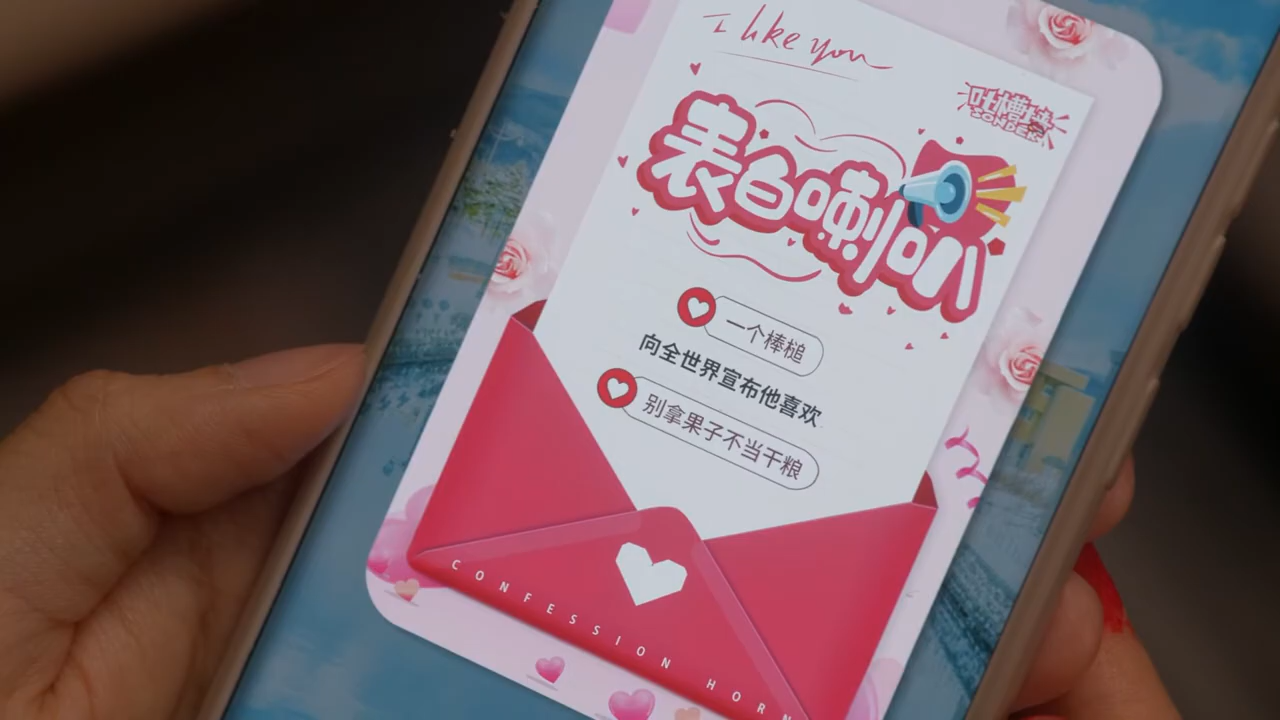 I like you
吐槽
SONDER
表白喇叭
一个棒槌
向全世界宣布他喜欢
别拿果子不当干粮
CONFESSION HORN